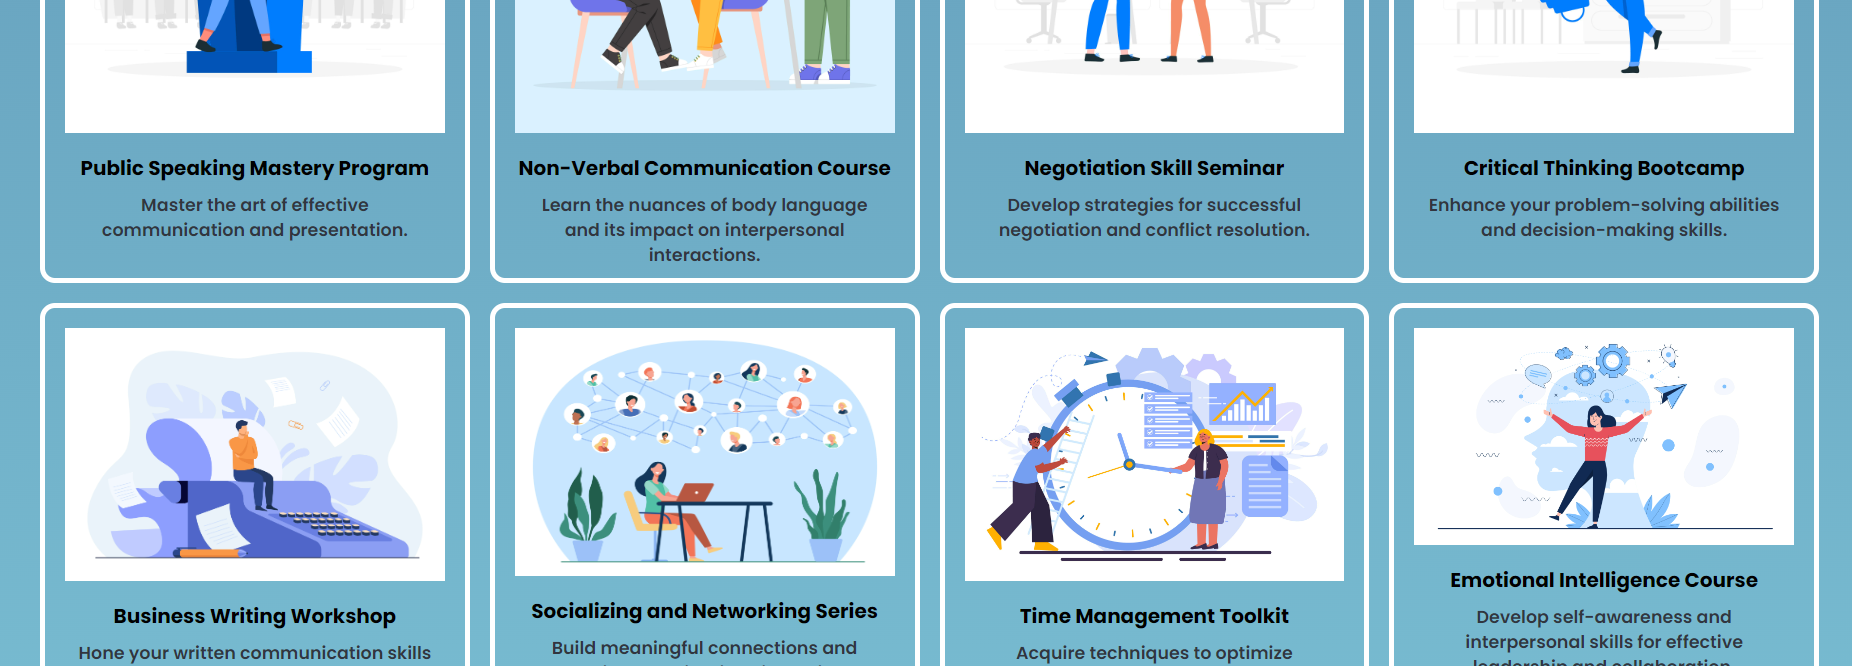 Public Speaking Mastery Program
Master the art of effective
communication and presentation.
Non-Verbal Communication Course
Learn the nuances of body language
and its impact on interpersonal
interactions.
Negotiation Skill Seminar
Develop strategies for successful
negotiation and conflict resolution.
Critical Thinking Bootcamp
Enhance your problem-solving abilities
and decision-making skills.
Business Writing Workshop
Hone your written communication skills
Socializing and Networking Series
Build meaningful connections and
Time Management Toolkit
Acquire techniques to optimize
Emotional Intelligence Course
Develop self-awareness and
interpersonal skills for effective
leadership and collaboration